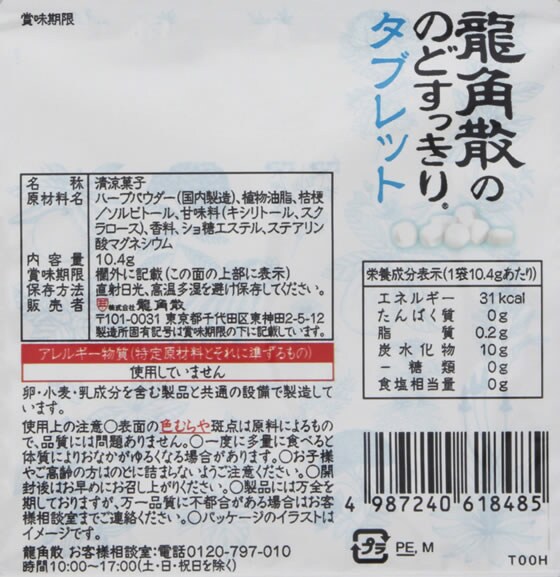 賞味期限
龍角散の
のどすっきり。
タブレット
名称 清涼菓子
原材料名 ハーブパウダー(国内製造)、植物油脂、桔梗
/ソルビトール、甘味料(キシリトール、スク
ラロース)、香料、ショ糖エステル、ステアリン
酸マグネシウム
内容量 10.4g
賞味期限 欄外に記載(この面の上部に表示)
保存方法 直射日光、高温多湿を避け保存してください。
販売者 株式会社龍角散
〒101-0031 東京都千代田区東神田2-5-12
製造所固有記号は賞味期限の下に記載しています。
アレルギー物質(特定原材料とそれに準ずるもの)
使用していません
卵・小麦・乳成分を含む製品と共通の設備で製造して
います。
使用上の注意〇表面の色むらや斑点は原料によるもの
で、品質には問題ありません。〇一度に多量に食べると
体質によりおなかがゆるくなる場合があります。〇お子様
やご高齢の方はのどに詰まらないようご注意ください。〇開
封後はお早めにお召し上がりください。〇製品には万全を
期しておりますが、万一品質に不都合がある場合はお客
様相談室までご連絡ください。〇パッケージのイラストは
イメージです。
龍角散 お客様相談室:電話0120-797-010
時間10:00~17:00(土・日・祝日を除く)
栄養成分表示(1袋10.4gあたり)
エネルギー 31kcal
たんぱく質 0g
脂質 0.2g
炭水化物 10g
-糖類 0g
食塩相当量 0g
4 987240 618485
プラ PE, M
T00H